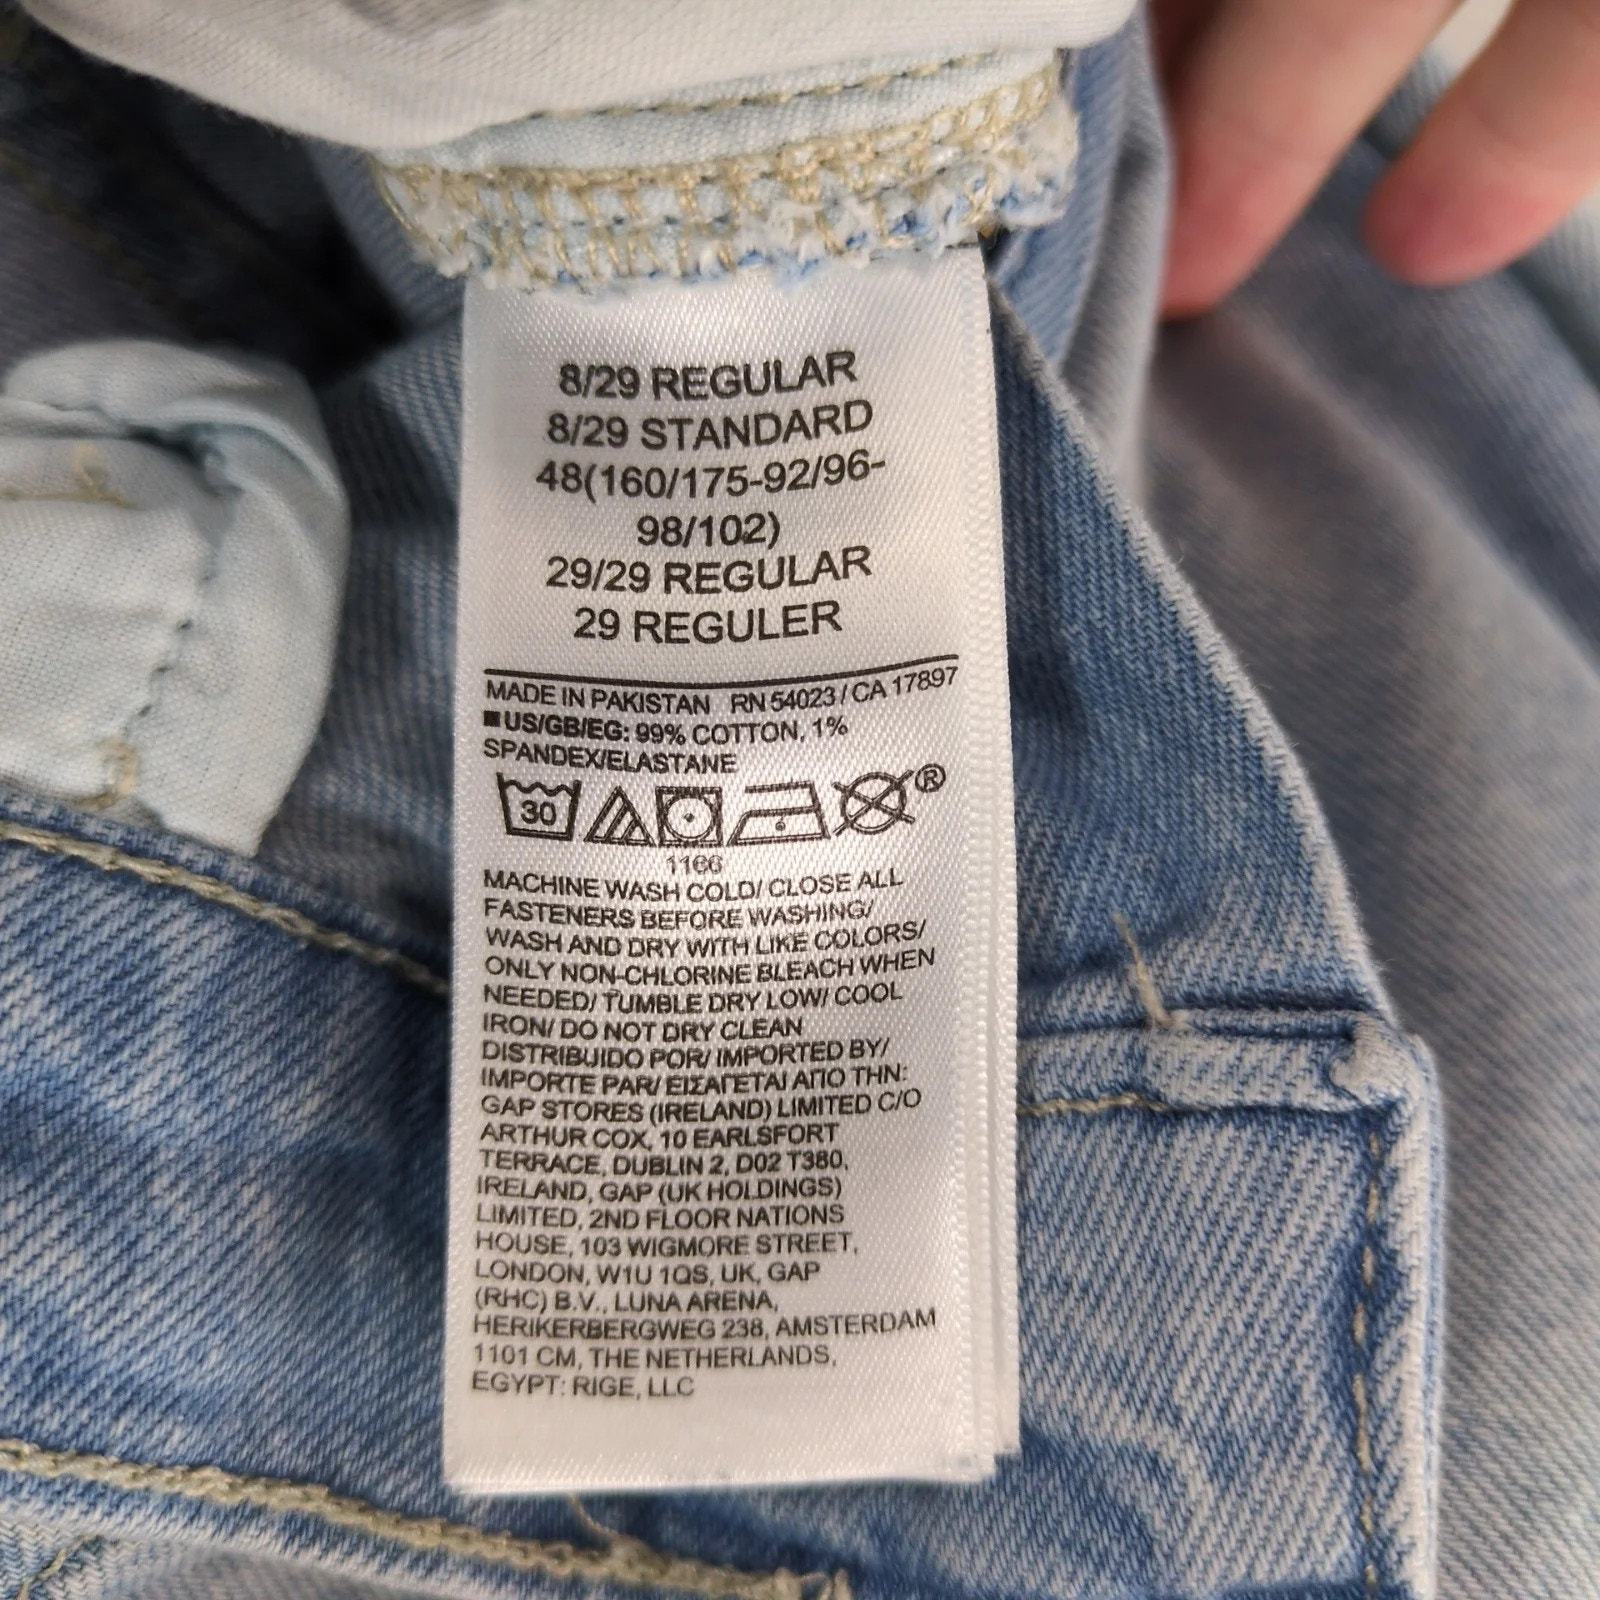 8/29 REGULAR
8/29 STANDARD
48(160/175-92/96-
98/102)
29/29 REGULAR
29 REGULER
MADE IN PAKISTAN RN 54023 / CA 17897
■US/GB/EG: 99% COTTON, 1%
SPANDEX/ELASTANE
30 ®
1166
MACHINE WASH COLD/ CLOSE ALL
FASTENERS BEFORE WASHING/
WASH AND DRY WITH LIKE COLORS/
ONLY NON-CHLORINE BLEACH WHEN
NEEDED/ TUMBLE DRY LOW/ COOL
IRON/ DO NOT DRY CLEAN
DISTRIBUIDO POR/ IMPORTED BY/
IMPORTE PAR/ ΕΙΣΑΓΕΤΑΙ ΑΠΟ ΤΗΝ:
GAP STORES (IRELAND) LIMITED C/O
ARTHUR COX, 10 EARLSFORT
TERRACE, DUBLIN 2, D02 T380,
IRELAND, GAP (UK HOLDINGS)
LIMITED, 2ND FLOOR NATIONS
HOUSE, 103 WIGMORE STREET,
LONDON, W1U 1QS, UK, GAP
(RHC) B.V., LUNA ARENA,
HERIKERBERGWEG 238, AMSTERDAM
1101 CM, THE NETHERLANDS,
EGYPT: RIGE, LLC